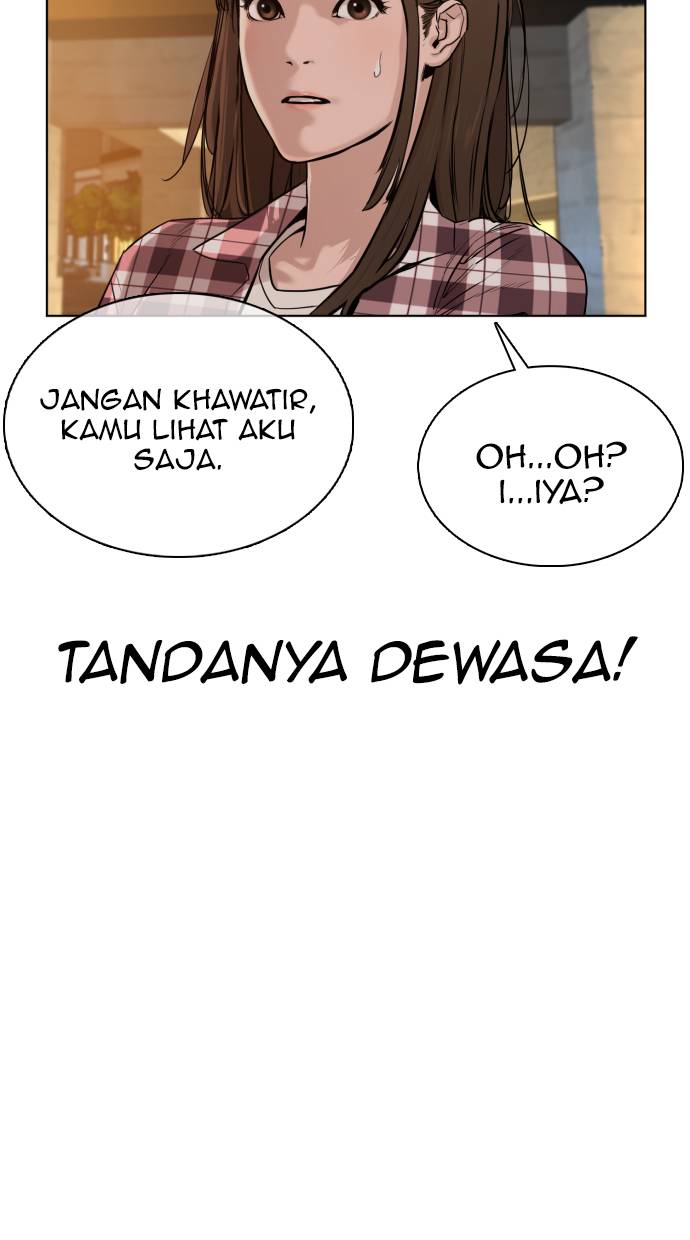 JANGAN KHAWATIR,
KAMU LIHAT AKU
SAJA.
OH...OH?
I...IYA?
TANDANYA DEWASA!